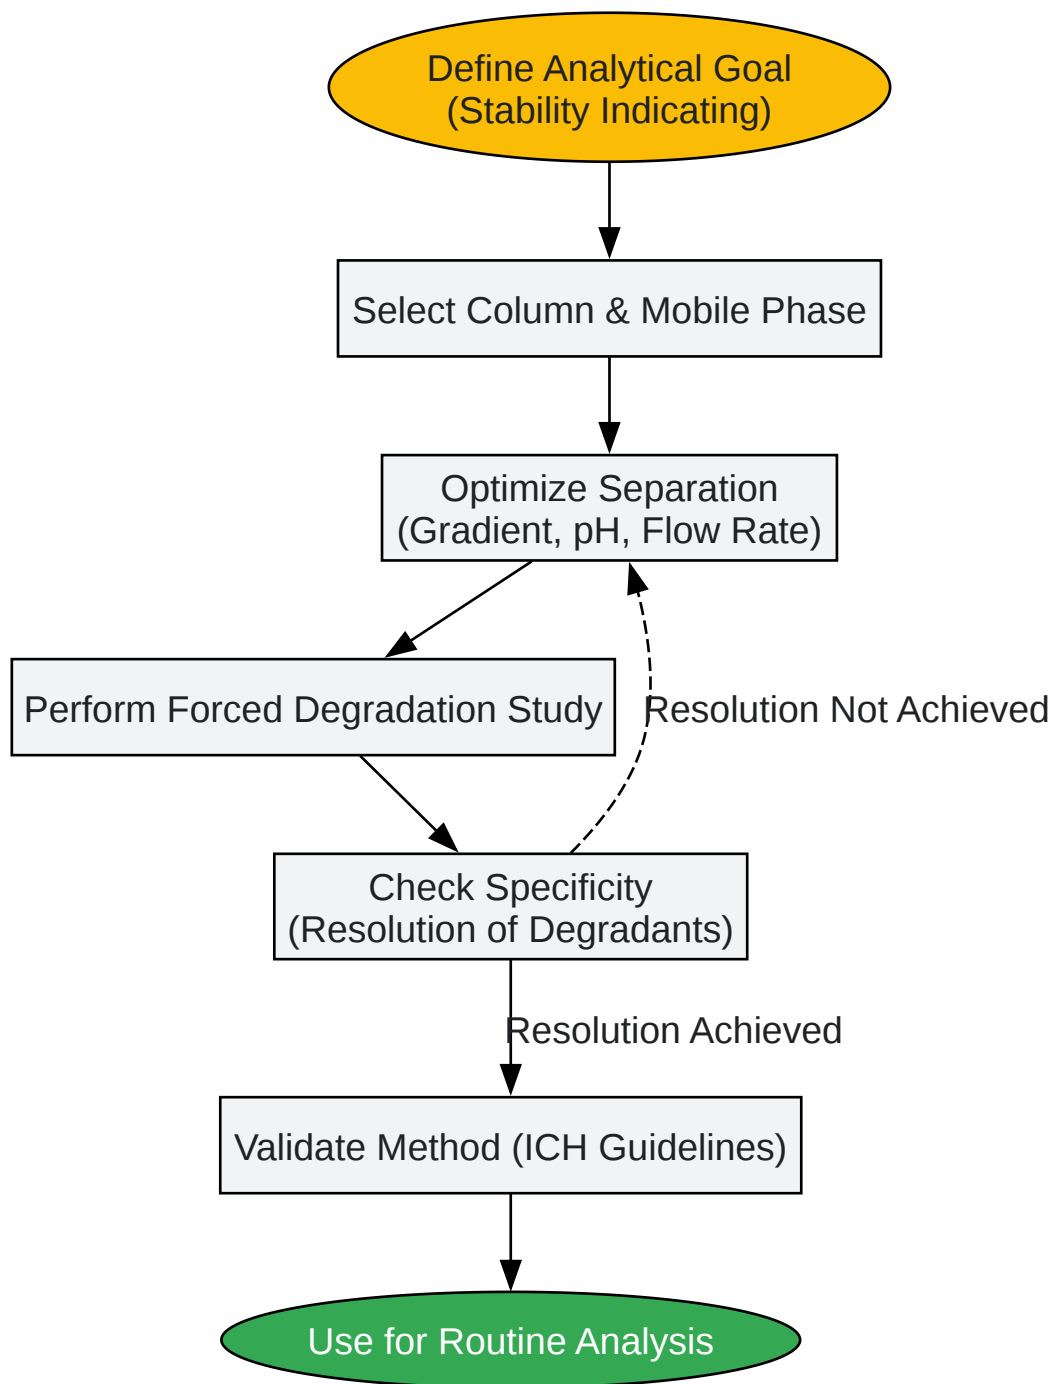 Define Analytical Goal
(Stability Indicating)
Select Column & Mobile Phase
Optimize Separation
(Gradient, pH, Flow Rate)
Perform Forced Degradation Study
Resolution Not Achieved
Check Specificity
(Resolution of Degradants)
Resolution Achieved
Validate Method (ICH Guidelines)
Use for Routine Analysis